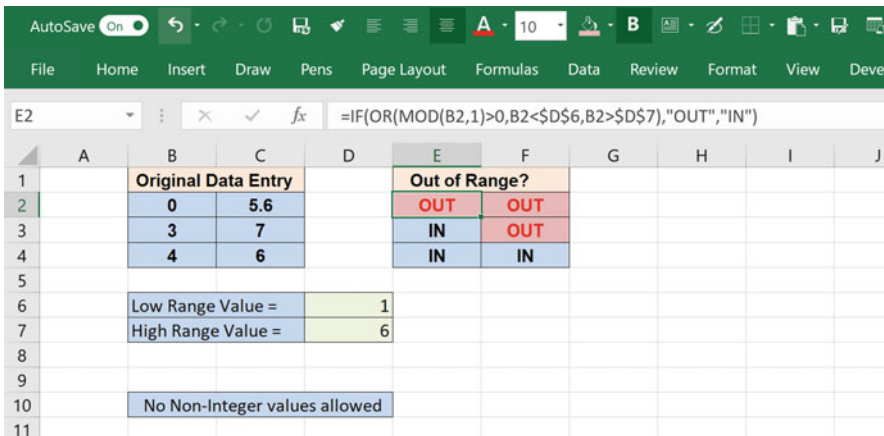 AutoSave On 10 B
File Home Insert Draw Pens Page Layout Formulas Data Review Format View Deve
E2 fx =IF(OR(MOD(B2,1)>0,B2<$D$6,B2>$D$7),"OUT","IN")
A B C D E F G H I J
1 Original Data Entry Out of Range?
2 0 5.6 OUT OUT
3 3 7 IN OUT
4 4 6 IN IN
5
6 Low Range Value = 1
7 High Range Value = 6
8
9
10 No Non-Integer values allowed
11